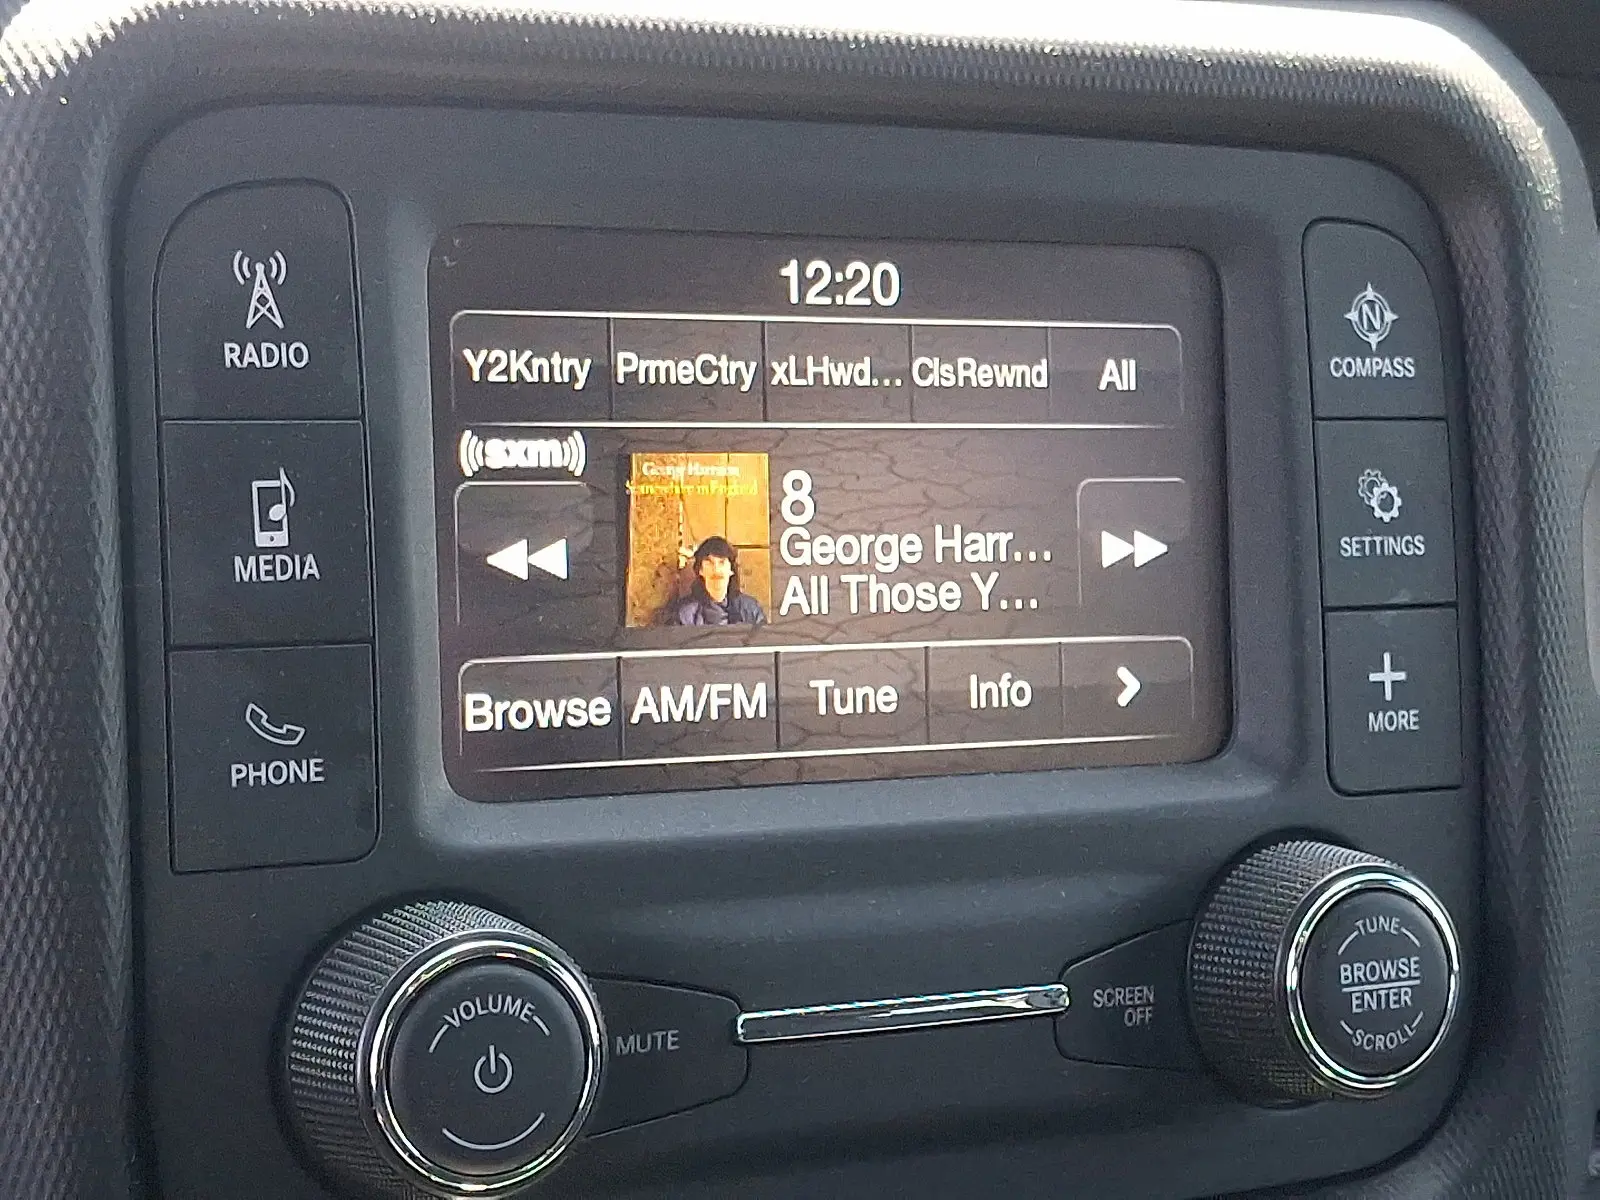 12:20
Y2Kntry PrmeCtry xLHwd... ClsRewnd All
sxm
George Harrison
Somewhere in England
8
George Harr...
All Those Y...
Browse AM/FM Tune Info
RADIO
MEDIA
PHONE
N
COMPASS
SETTINGS
MORE
VOLUME
MUTE
SCREEN
OFF
TUNE
BROWSE
ENTER
SCROLL